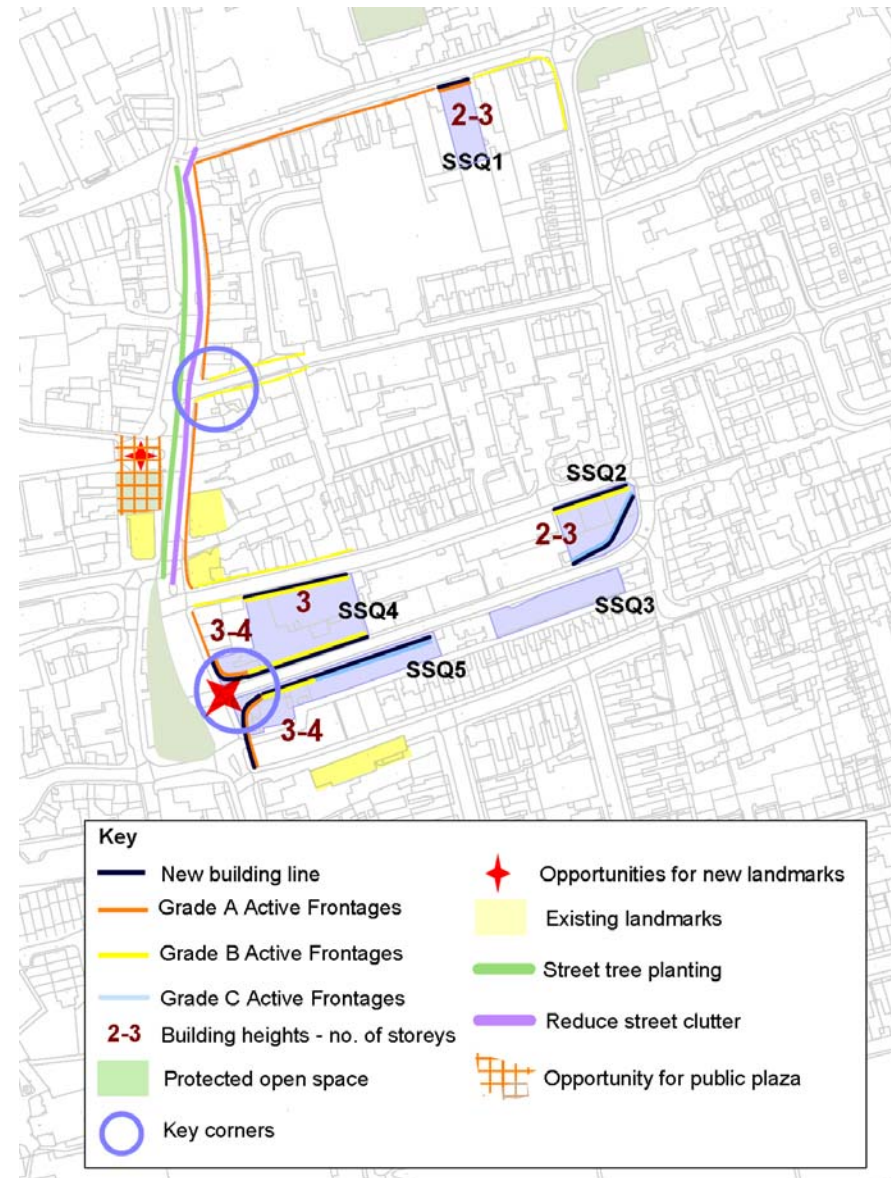 2-3
SSQ1
SSQ2
2-3
SSQ3
3
SSQ4
3-4
SSQ5
3-4
Key
New building line
Grade A Active Frontages
Grade B Active Frontages
Grade C Active Frontages
2-3 Building heights - no. of storeys
Protected open space
Key corners
Opportunities for new landmarks
Existing landmarks
Street tree planting
Reduce street clutter
Opportunity for public plaza